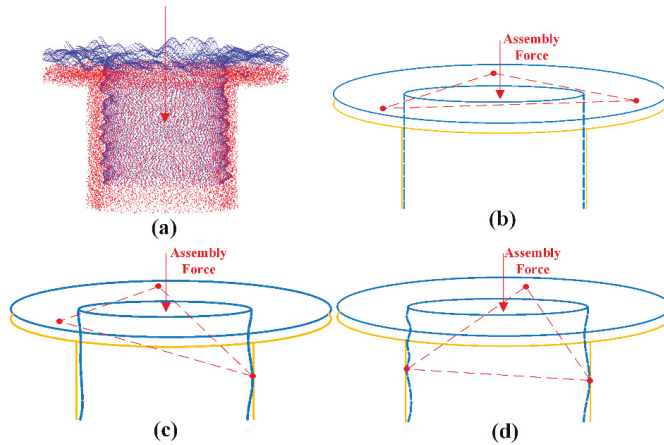 Assembly
Force
(a)
(b)
Assembly
Force
Assembly
Force
(c)
(d)